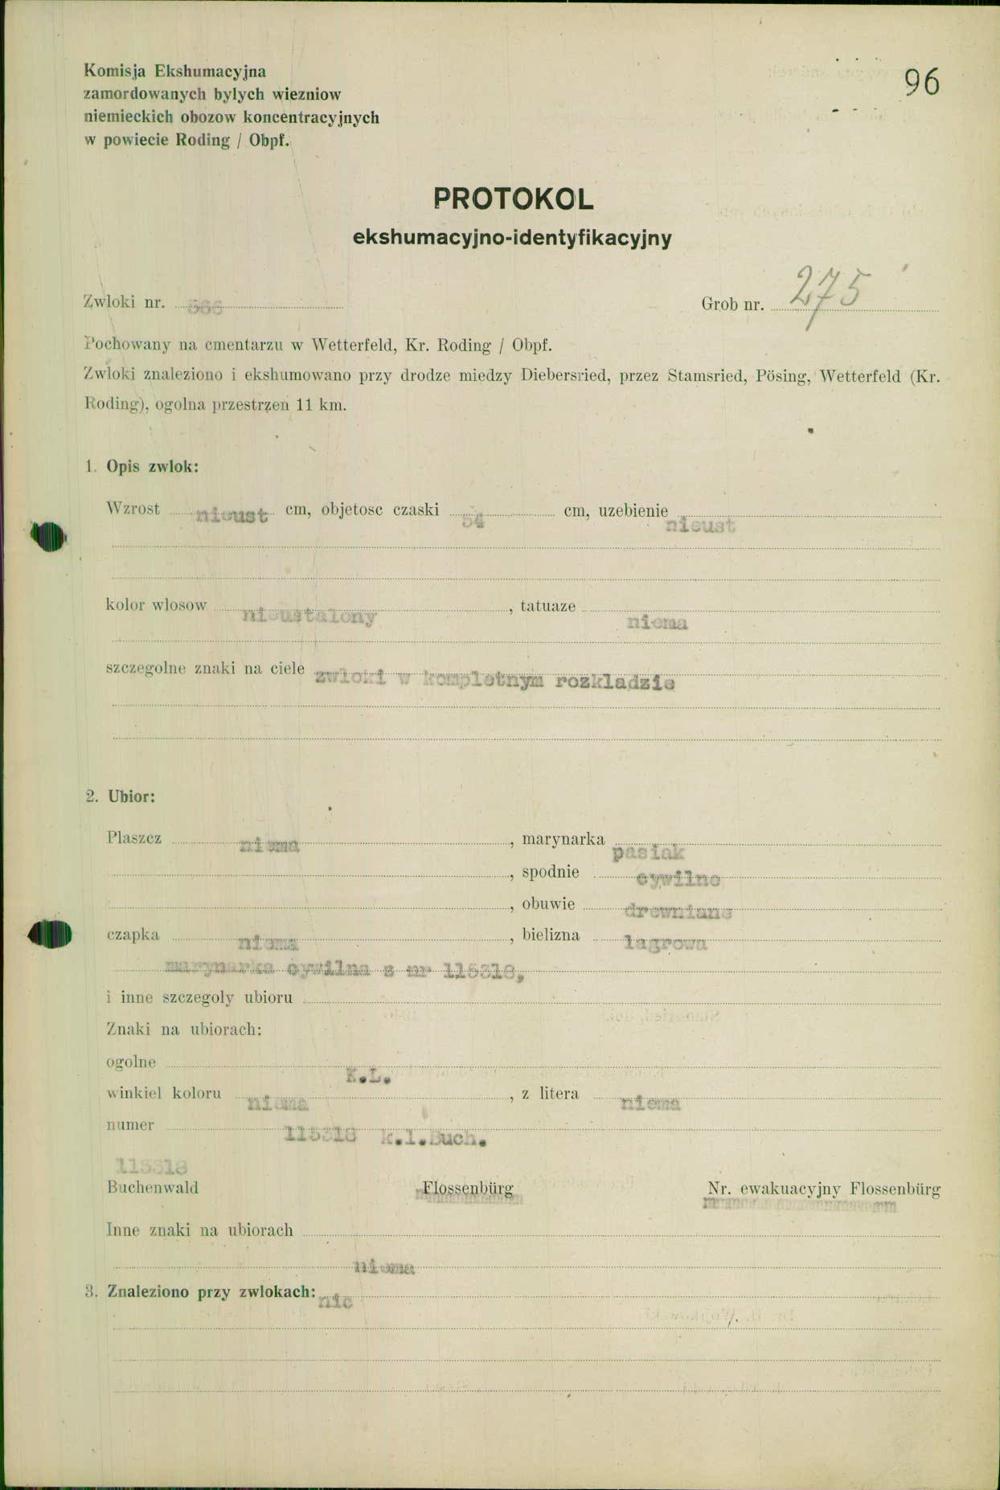 96
Komisja Ekshumacyjna
zamordowanych bylych wiezniow
niemieckich obozow koncentracyjnych
w powiecie Roding / Obpf.
PROTOKOL
ekshumacyjno-identyfikacyjny
Zwloki nr. 566 Grob nr. 275
Pochowany na cmentarzu w Wetterfeld, Kr. Roding / Obpf.
Zwloki znaleziono i ekshumowano przy drodze miedzy Diebersried, przez Stamsried, Pösing, Wetterfeld (Kr.
Roding), ogolna przestrzen 11 km.
1. Opis zwlok:
Wzrost nieust cm, objetosc czaski 54 cm, uzebienie nieust
kolor wlosow nieustalony , tatuaze niema
szczegolne znaki na ciele zwloki w kompletnym rozkladzie
2. Ubior:
Plaszcz niema , marynarka pasiak
, spodnie cywilne
, obuwie drewniane
czapka niema , bielizna lagrowa
marynarka cywilna z nr 115318,
i inne szczegoly ubioru
Znaki na ubiorach:
ogolne K.L.
winkiel koloru niema , z litera niema
numer 115318 k.l.Buch.
115318
Buchenwald Flossenbürg Nr. ewakuacyjny Flossenbürg
Inne znaki na ubiorach
niema
3. Znaleziono przy zwlokach: nic